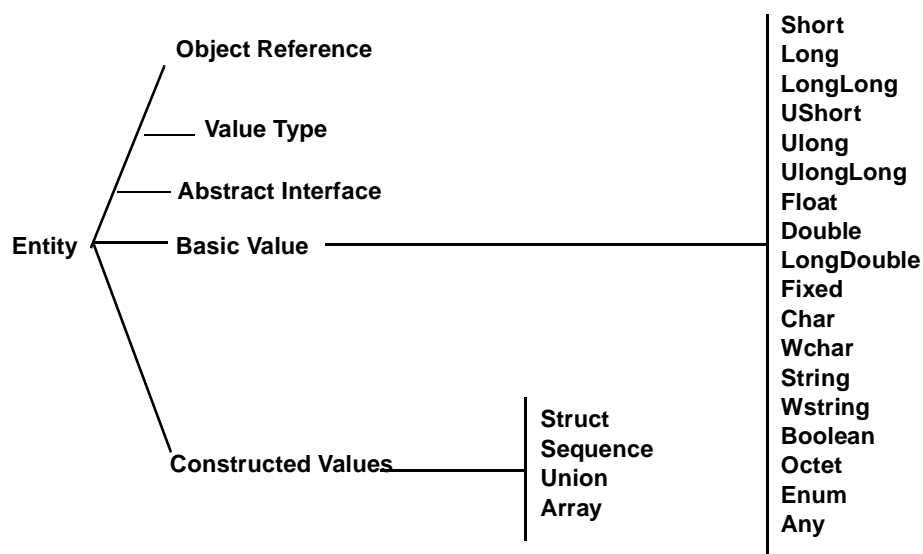 Object Reference
Value Type
Abstract Interface
Entity
Basic Value
Constructed Values
Struct
Sequence
Union
Array
Short
Long
LongLong
UShort
Ulong
UlongLong
Float
Double
LongDouble
Fixed
Char
Wchar
String
Wstring
Boolean
Octet
Enum
Any